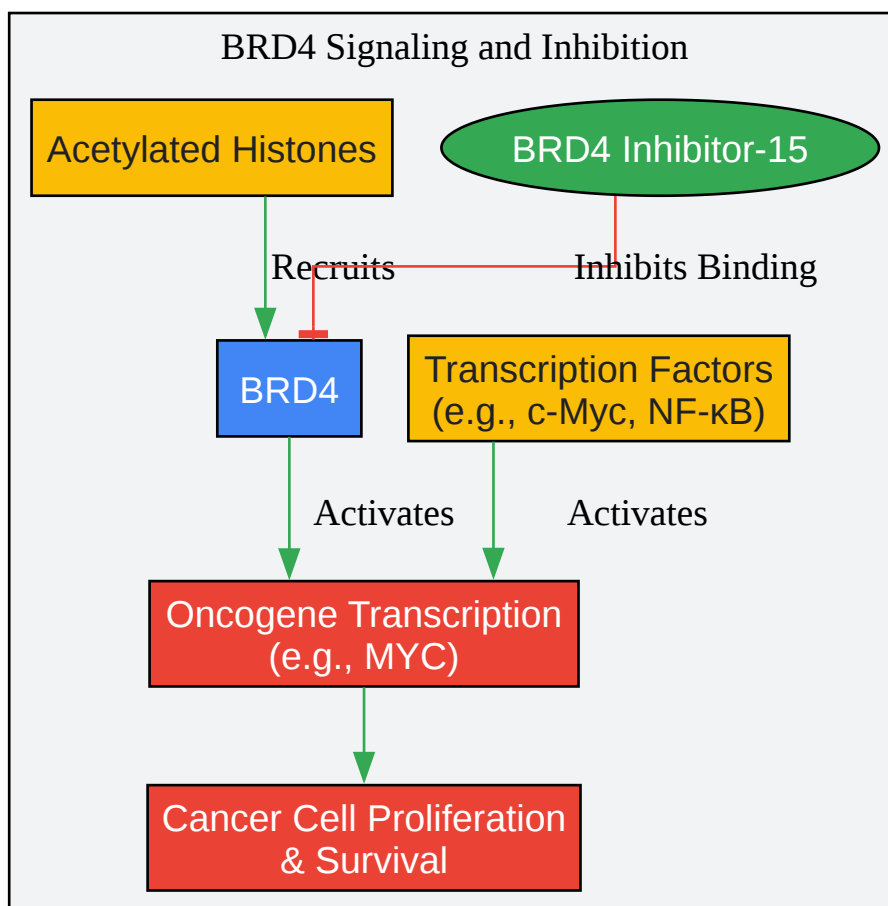 BRD4 Signaling and Inhibition
Acetylated Histones
BRD4 Inhibitor-15
Recruits
Inhibits Binding
BRD4
Transcription Factors
(e.g., c-Myc, NF-κB)
Activates
Activates
Oncogene Transcription
(e.g., MYC)
Cancer Cell Proliferation
& Survival